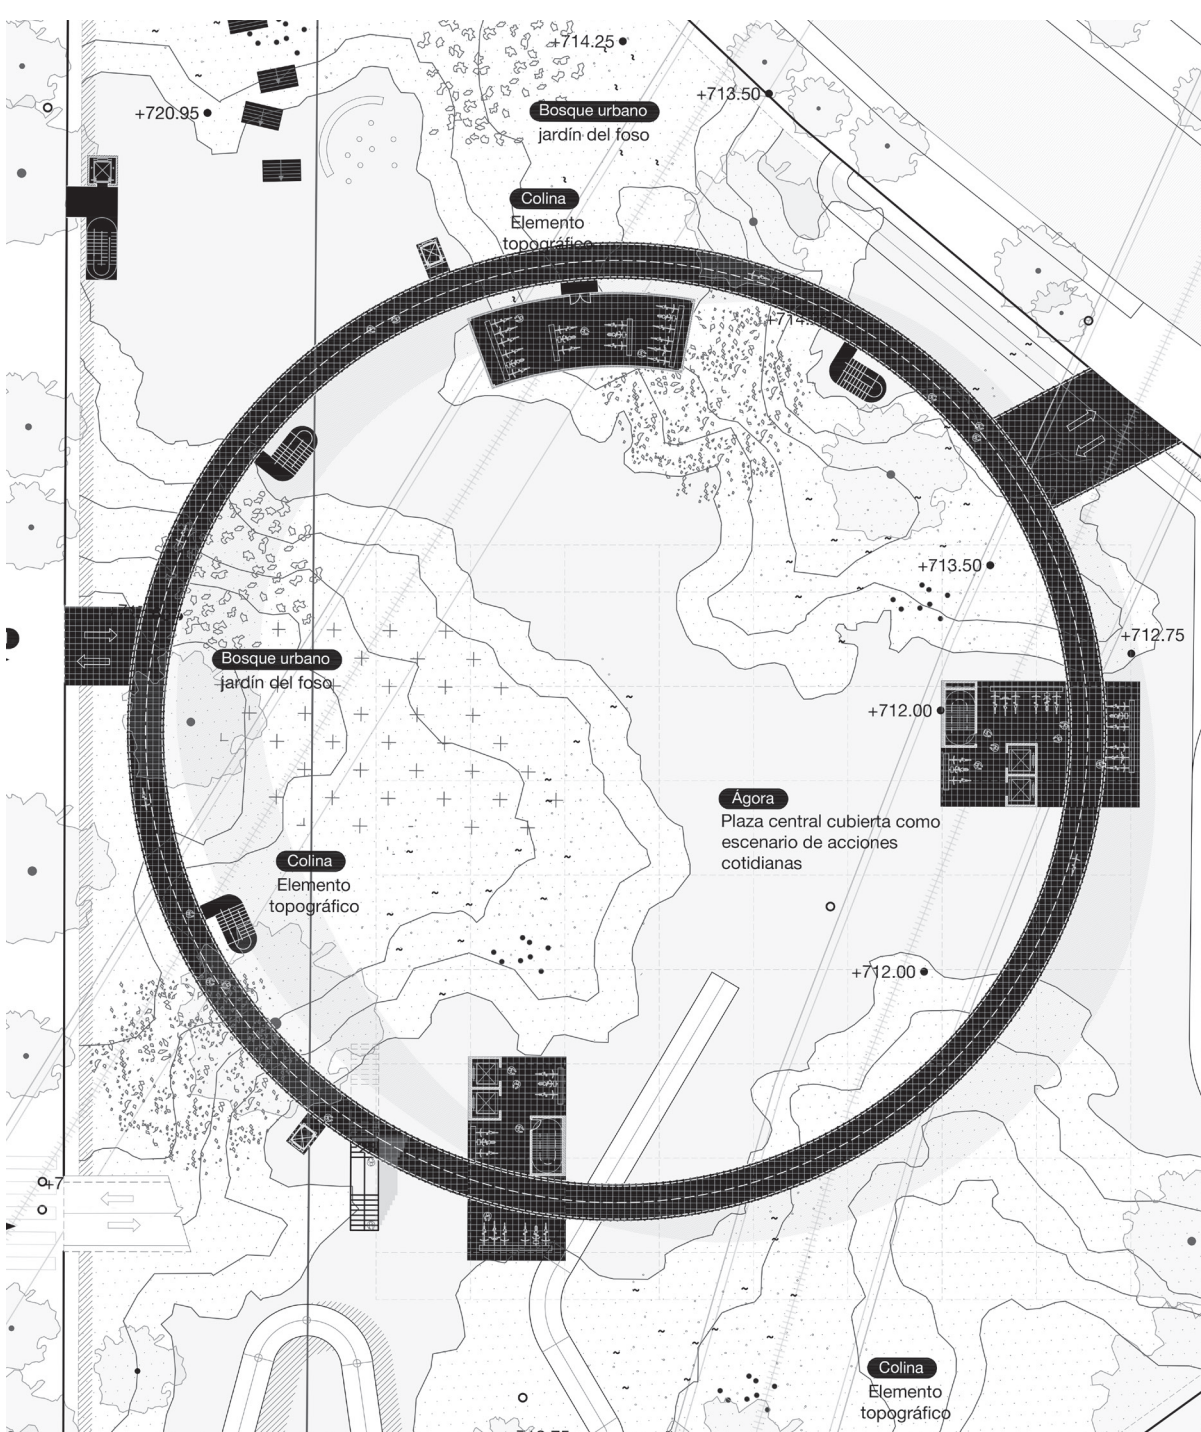 +714.25
+713.50
+720.95
Bosque urbano
jardín del foso
Colina
Elemento
topográfico
+713.50
+712.75
Bosque urbano
jardín del foso
+712.00
Ágora
Plaza central cubierta como
escenario de acciones
cotidianas
Colina
Elemento
topográfico
+712.00
+7
Colina
Elemento
topográfico